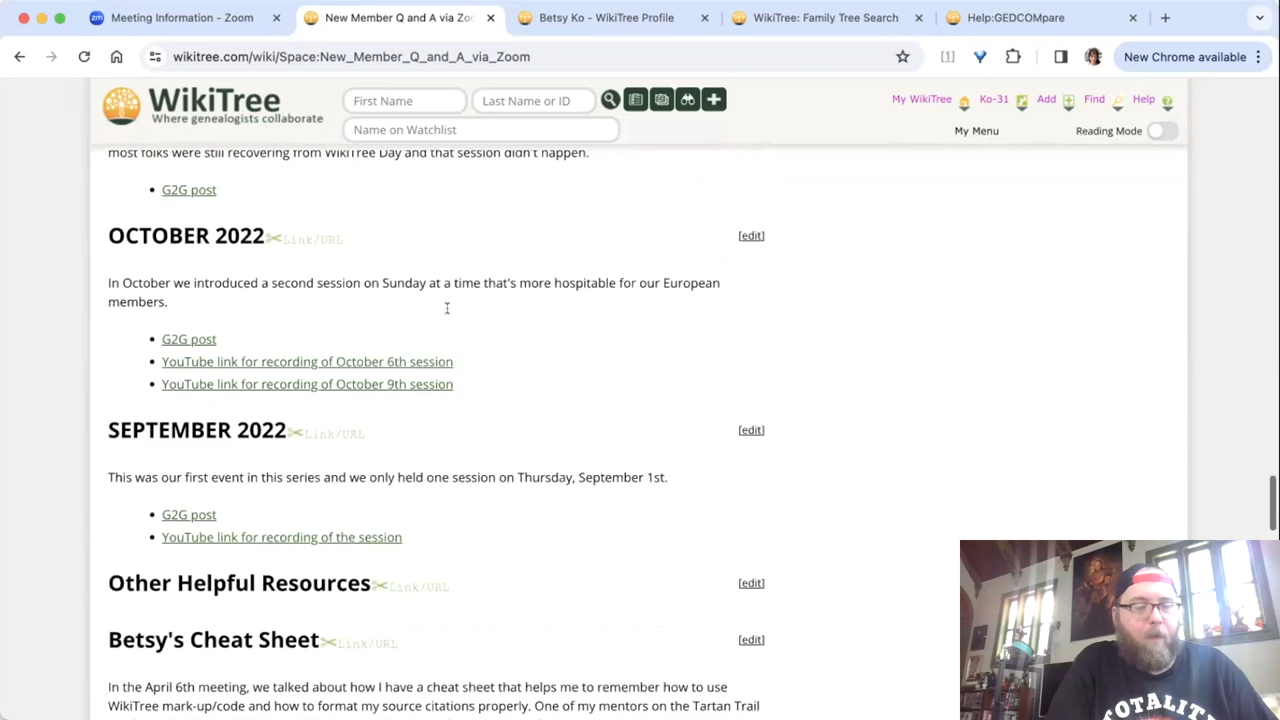 Meeting Information - Zoom
New Member Q and A via Zoo
Betsy Ko - WikiTree Profile
WikiTree: Family Tree Search
Help:GEDCOMpare
wikitree.com/wiki/Space:New_Member_Q_and_A_via_Zoom
New Chrome available
WikiTree
Where genealogists collaborate
First Name
Last Name or ID
My WikiTree
Ko-31
Add
Find
Help
Name on Watchlist
My Menu
Reading Mode
most folks were still recovering from WikiTree Day and that session didn't happen.
G2G post
OCTOBER 2022 Link/URL
[edit]
In October we introduced a second session on Sunday at a time that's more hospitable for our European
members.
G2G post
YouTube link for recording of October 6th session
YouTube link for recording of October 9th session
SEPTEMBER 2022 Link/URL
[edit]
This was our first event in this series and we only held one session on Thursday, September 1st.
G2G post
YouTube link for recording of the session
Other Helpful Resources Link/URL
[edit]
Betsy's Cheat Sheet Link/URL
[edit]
In the April 6th meeting, we talked about how I have a cheat sheet that helps me to remember how to use
WikiTree mark-up/code and how to format my source citations properly. One of my mentors on the Tartan Trail
TOTALITY